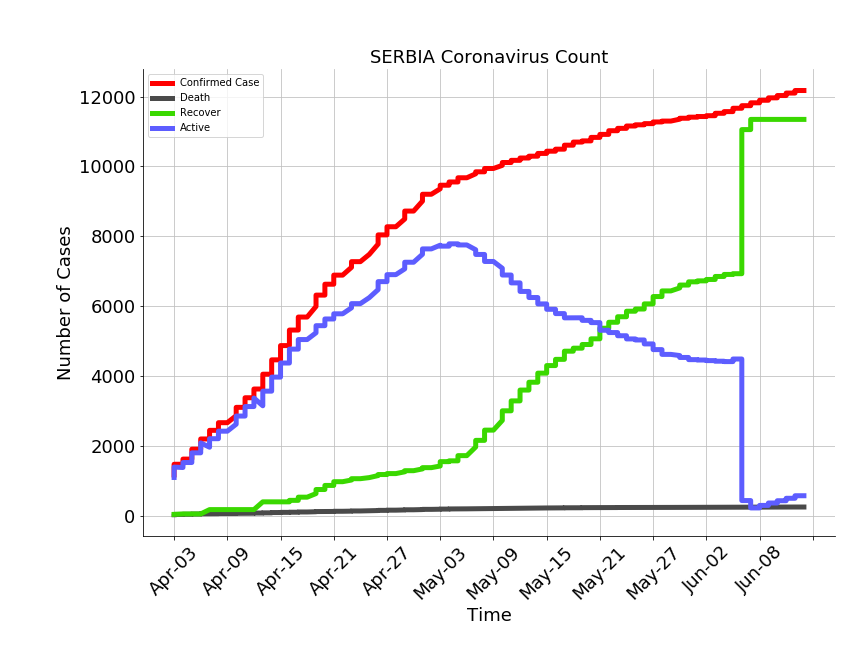 SERBIA Coronavirus Count
Confirmed Case
Death
Recover
Active
12000
10000
8000
6000
4000
2000
0
Number of Cases
Apr-03
Apr-09
Apr-15
Apr-21
Apr-27
May-03
May-09
May-15
May-21
May-27
Jun-02
Jun-08
Time